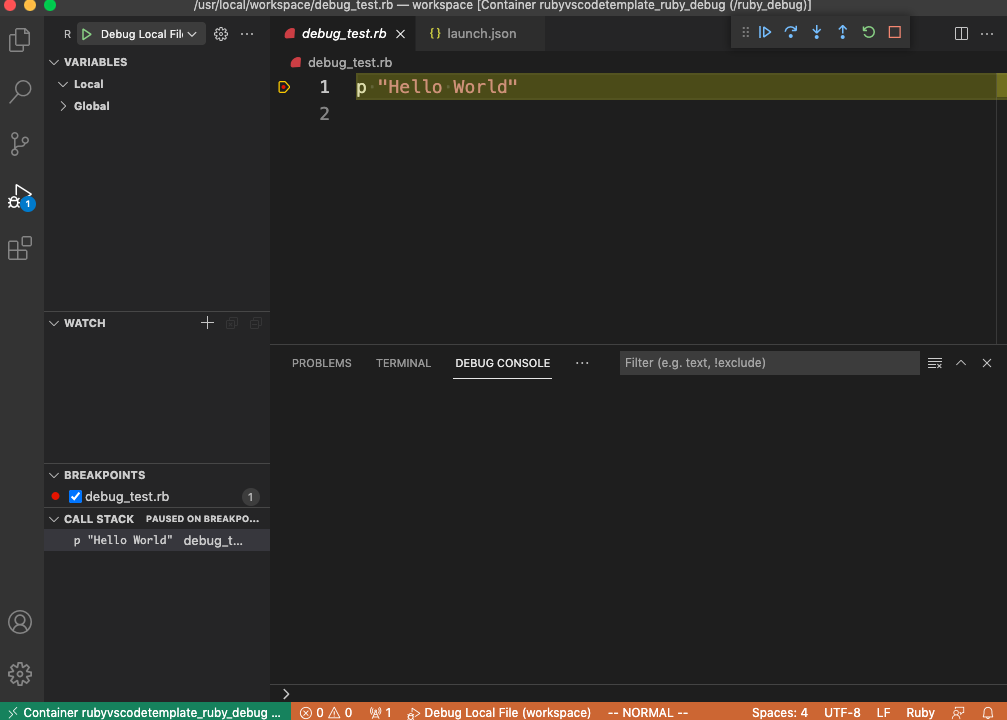 /usr/local/workspace/debug_test.rb — workspace [Container rubyvscodetemplate_ruby_debug (/ruby_debug)]
R Debug Local Fil ···
debug_test.rb
{} launch.json
···
VARIABLES
Local
Global
debug_test.rb
1 p "Hello World"
2
1
WATCH
PROBLEMS TERMINAL DEBUG CONSOLE ··· Filter (e.g. text, !exclude)
BREAKPOINTS
debug_test.rb 1
CALL STACK PAUSED ON BREAKPO...
p "Hello World" debug_t...
Container rubyvscodetemplate_ruby_debug ... 0 0 1 Debug Local File (workspace) -- NORMAL -- Spaces: 4 UTF-8 LF Ruby